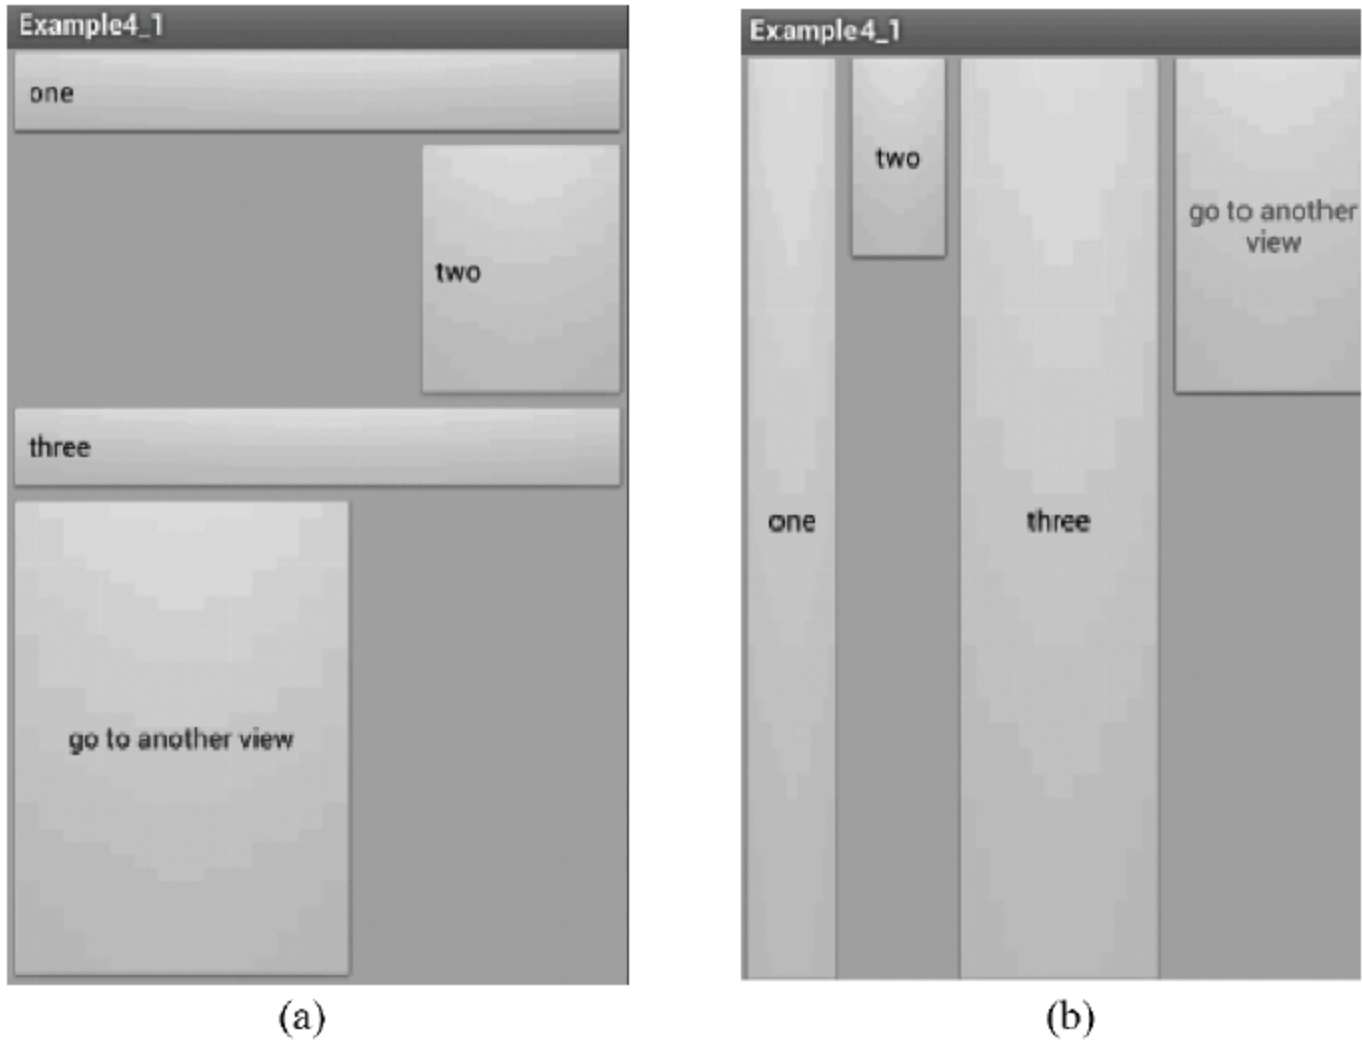 Example4_1
one
two
three
go to another view
(a)
Example4_1
one
two
three
go to another
view
(b)